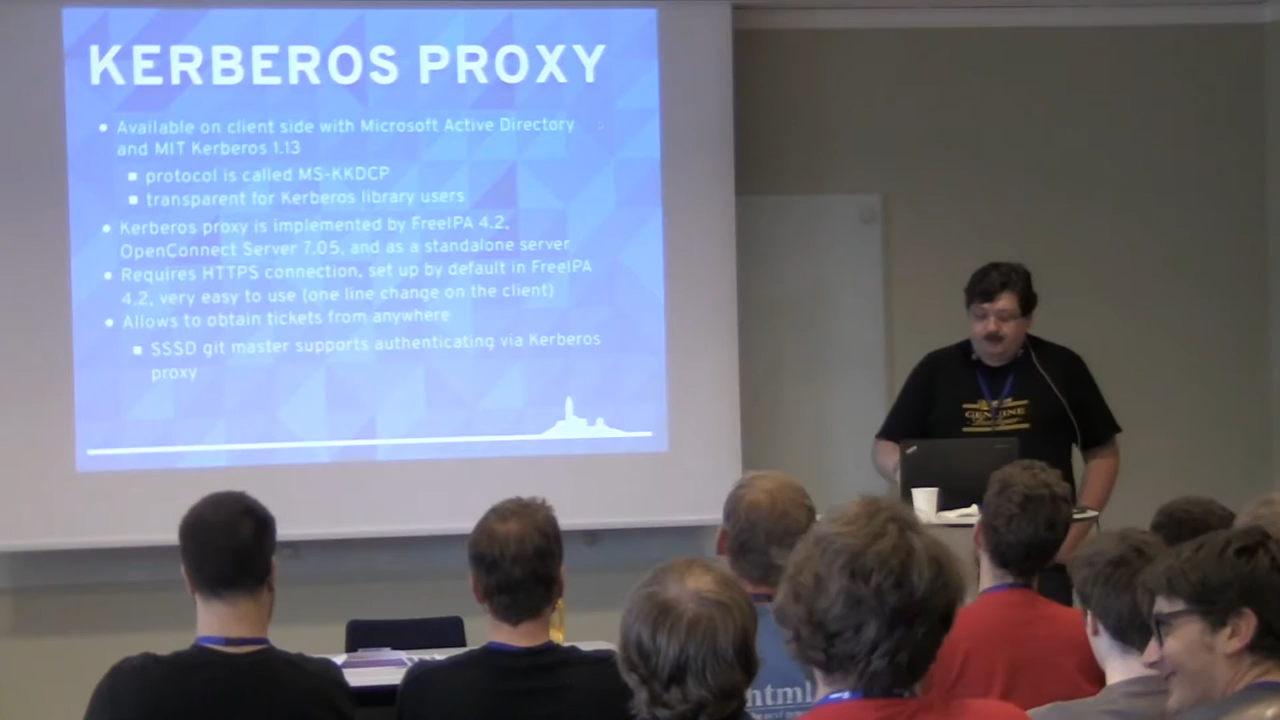 KERBEROS PROXY
Available on client side with Microsoft Active Directory
and MIT Kerberos 1.13
protocol is called MS-KKDCP
transparent for Kerberos library users
Kerberos proxy is implemented by FreeIPA 4.2,
OpenConnect Server 7.05, and as a standalone server
Requires HTTPS connection, set up by default in FreeIPA
4.2, very easy to use (one line change on the client)
Allows to obtain tickets from anywhere
SSSD git master supports authenticating via Kerberos
proxy
GENUINE
html